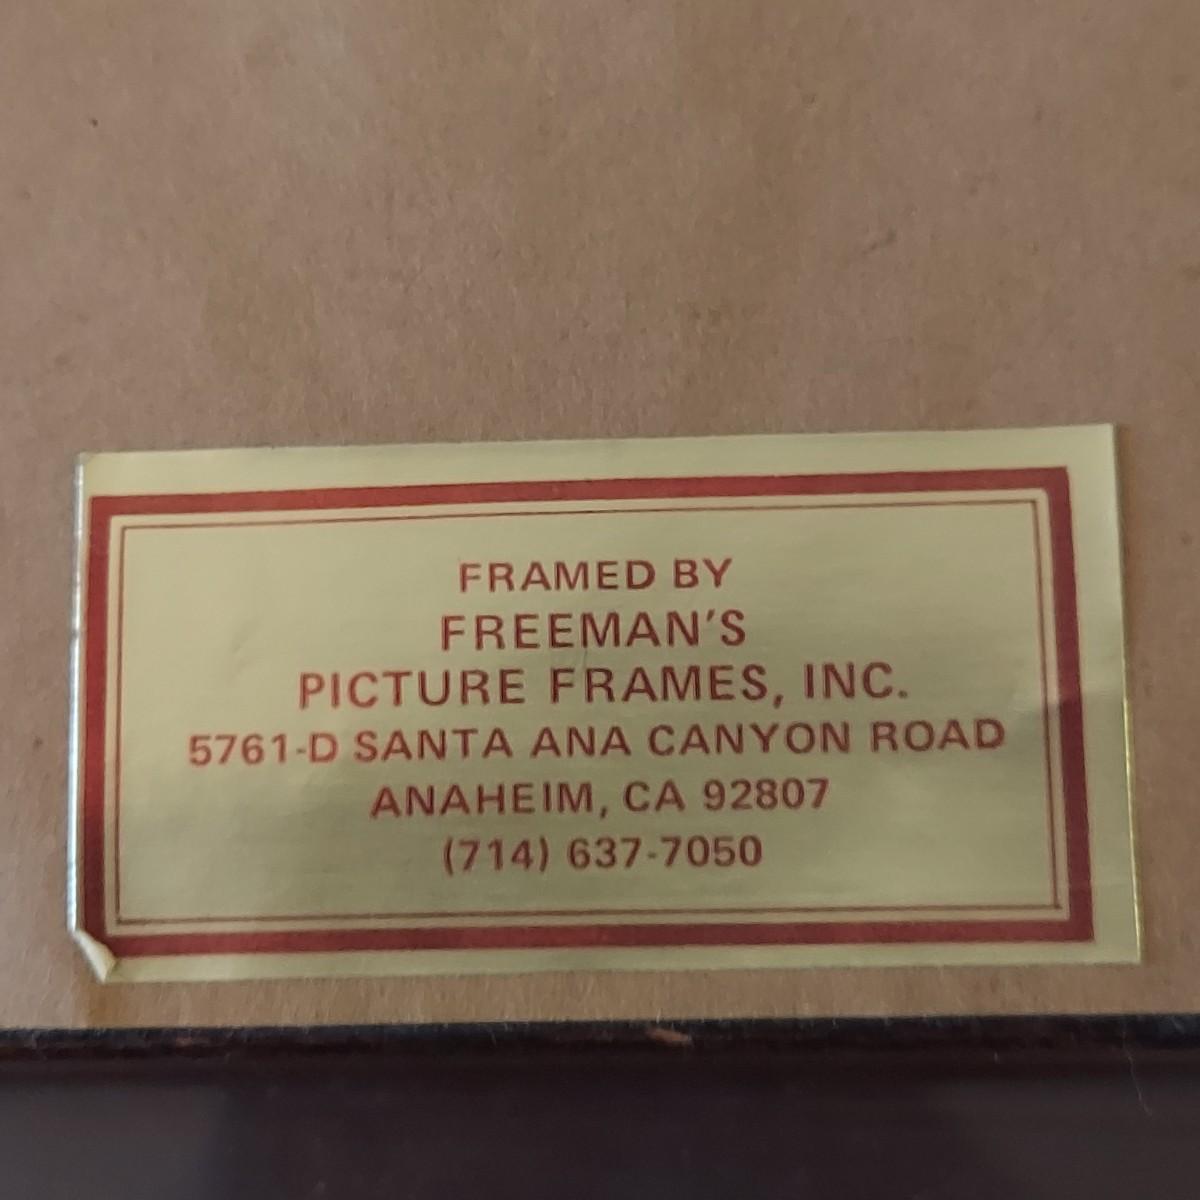 FRAMED BY
FREEMAN'S
PICTURE FRAMES, INC.
5761-D SANTA ANA CANYON ROAD
ANAHEIM, CA 92807
(714) 637-7050